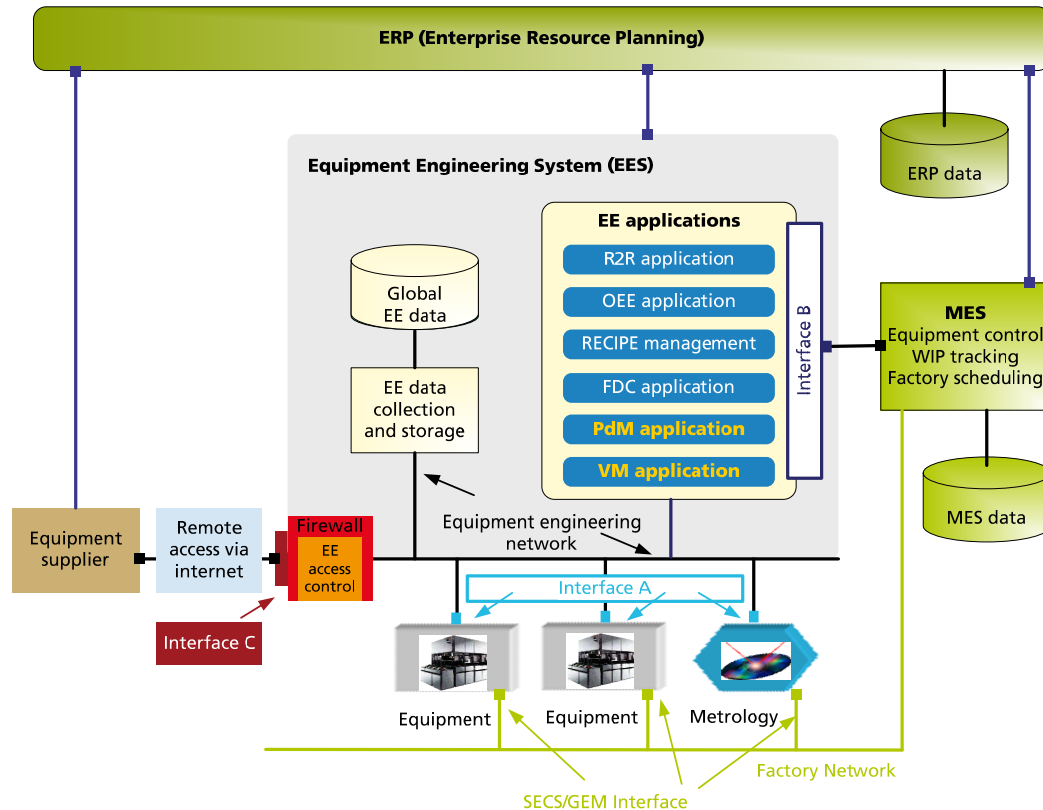 ERP (Enterprise Resource Planning)
ERP data
Equipment Engineering System (EES)
EE applications
R2R application
OEE application
RECIPE management
FDC application
PdM application
VM application
Interface B
Global
EE data
EE data
collection
and storage
MES
Equipment control
WIP tracking
Factory scheduling
MES data
Equipment engineering
network
Equipment
supplier
Remote
access via
internet
Firewall
EE
access
control
Interface C
Interface A
Equipment
Equipment
Metrology
Factory Network
SECS/GEM Interface